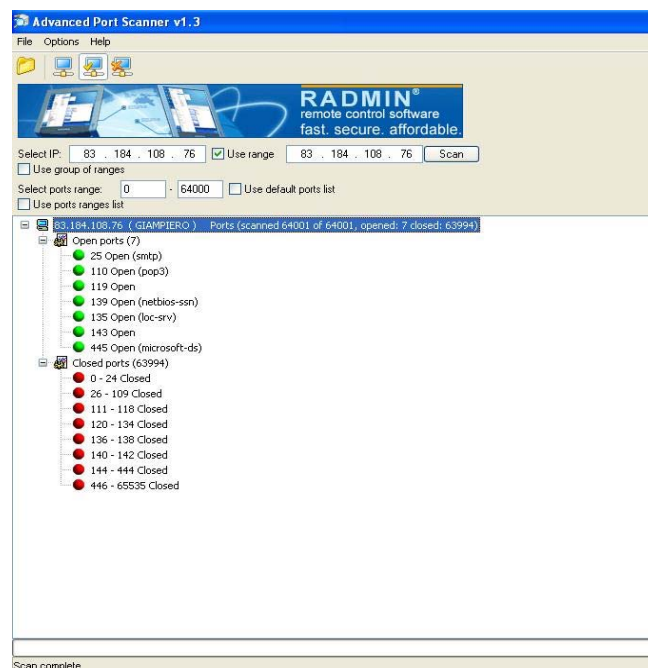 Advanced Port Scanner v1.3
File Options Help
RADMIN®
remote control software
fast. secure. affordable.
Select IP: 83 . 184 . 108 . 76 Use range 83 . 184 . 108 . 76 Scan
Use group of ranges
Select ports range: 0 - 64000 Use default ports list
Use ports ranges list
83.184.108.76 ( GIAMPIERO ) Ports (scanned 64001 of 64001, opened: 7 closed: 63994)
Open ports (7)
25 Open (smtp)
110 Open (pop3)
119 Open
139 Open (netbios-ssn)
135 Open (loc-srv)
143 Open
445 Open (microsoft-ds)
Closed ports (63994)
0 - 24 Closed
26 - 109 Closed
111 - 118 Closed
120 - 134 Closed
136 - 138 Closed
140 - 142 Closed
144 - 444 Closed
446 - 65535 Closed
Scan complete